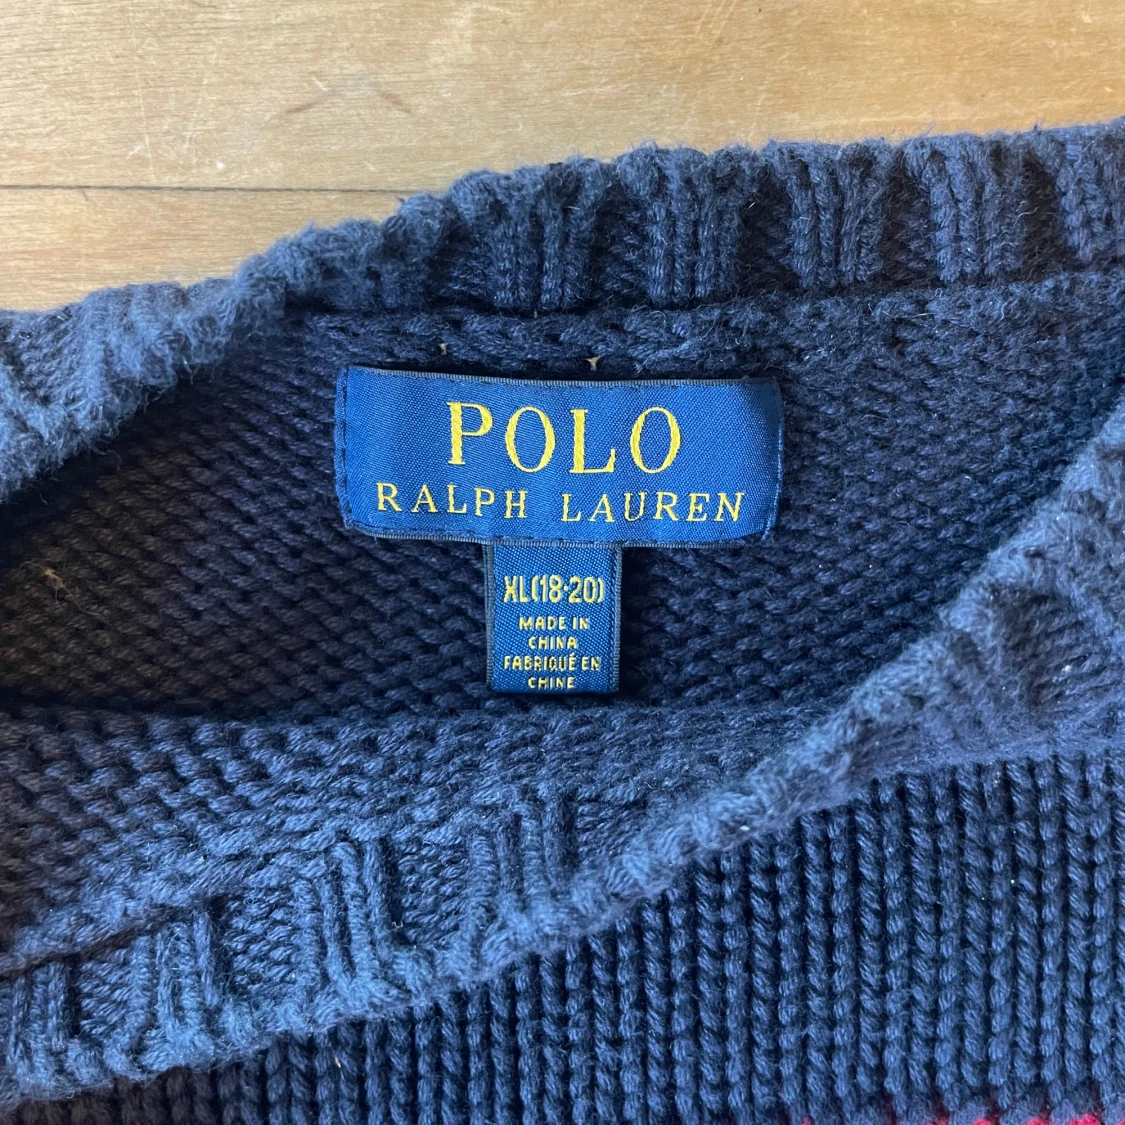 POLO
RALPH LAUREN
XL(18-20)
MADE IN
CHINA
FABRIQUÉ EN
CHINE